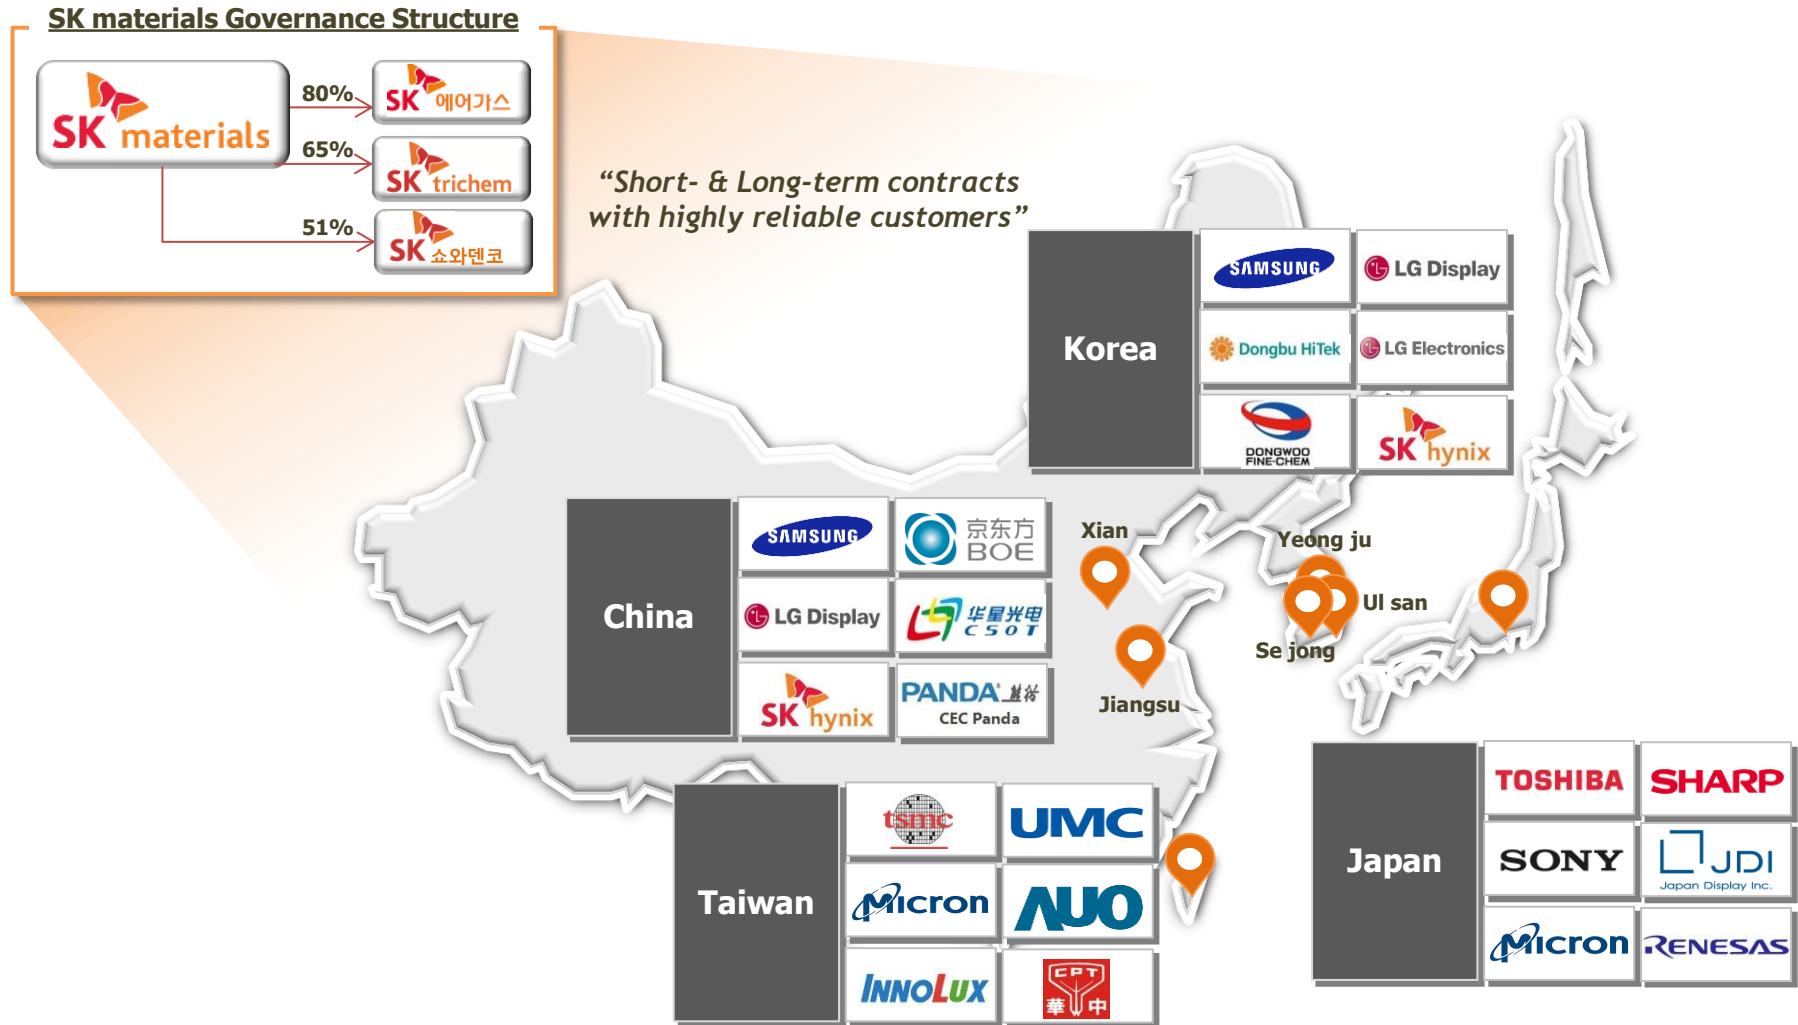 SK materials Governance Structure
SK materials
80%
SK 에어가스
65%
SK trichem
51%
SK 쇼와덴코
“Short- & Long-term contracts
with highly reliable customers”
Korea
SAMSUNG
LG Display
Dongbu HiTek
LG Electronics
DONGWOO
FINE-CHEM
SK hynix
China
SAMSUNG
京东方
BOE
LG Display
华星光电
CSOT
SK hynix
PANDA
CEC Panda
Xian
Jiangsu
Yeong ju
Ul san
Se jong
Taiwan
tsmc
UMC
Micron
AUO
INNOLUX
CPT
華中
Japan
TOSHIBA
SHARP
SONY
JDI
Japan Display Inc.
Micron
RENESAS